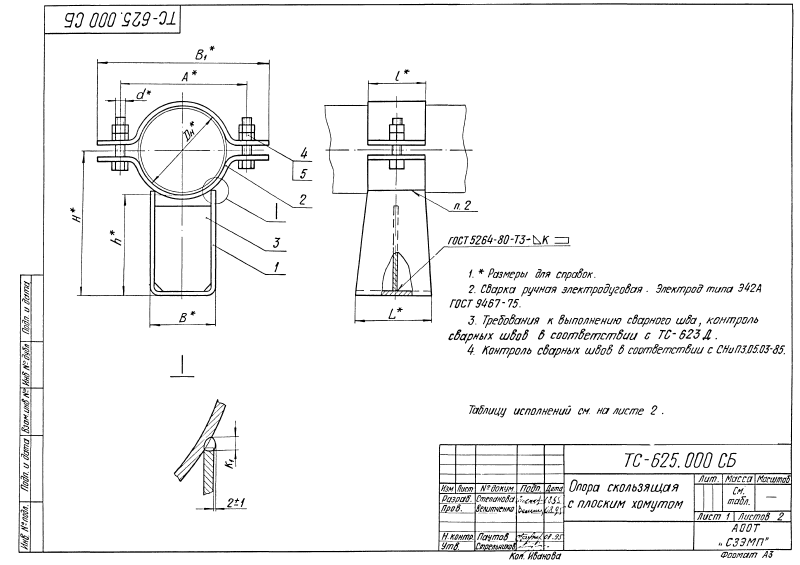 ТС-625.000 СБ
B₁*
A*
d*
Dн*
H*
h*
B*
4
5
2
I
3
1
l*
L*
п.2
ГОСТ 5264-80-Т3-◺K
1. * Размеры для справок.
2. Сварка ручная электродуговая. Электрод типа Э42А
ГОСТ 9467-75.
3. Требования к выполнению сварного шва, контроль
сварных швов в соответствии с ТС-623 Д.
4. Контроль сварных швов в соответствии с СНиП3.05.03-85.
Таблицу исполнений см. на листе 2.
I
K₁
2±1
Подп. и дата
Инв № дубл
Взам инв №
Подп. и дата
Инв № подл.
ТС-625.000 СБ
Опора скользящая
с плоским хомутом
Лит. Масса Масштаб
См.
табл.
—
Лист 1 Листов 2
АООТ
„СЗЭМП"
Изм Лист № докум. Подп. Дата
Разраб. Степанова
Пров.
Н.контр. Паутов
Утв. Стрельников
Коп. Иванова
Формат А3